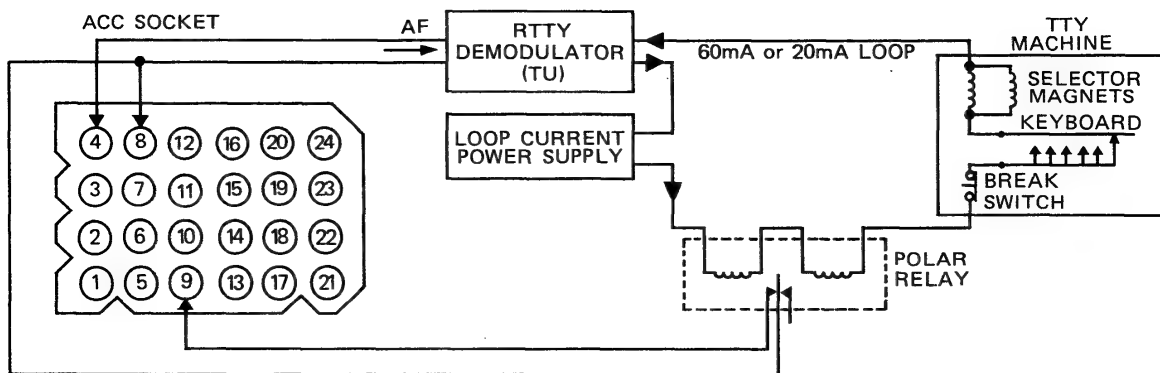 ACC SOCKET
AF
RTTY
DEMODULATOR
(TU)
60mA or 20mA LOOP
TTY
MACHINE
SELECTOR
MAGNETS
KEYBOARD
BREAK
SWITCH
LOOP CURRENT
POWER SUPPLY
POLAR
RELAY
4 8 12 16 20 24
3 7 11 15 19 23
2 6 10 14 18 22
1 5 9 13 17 21